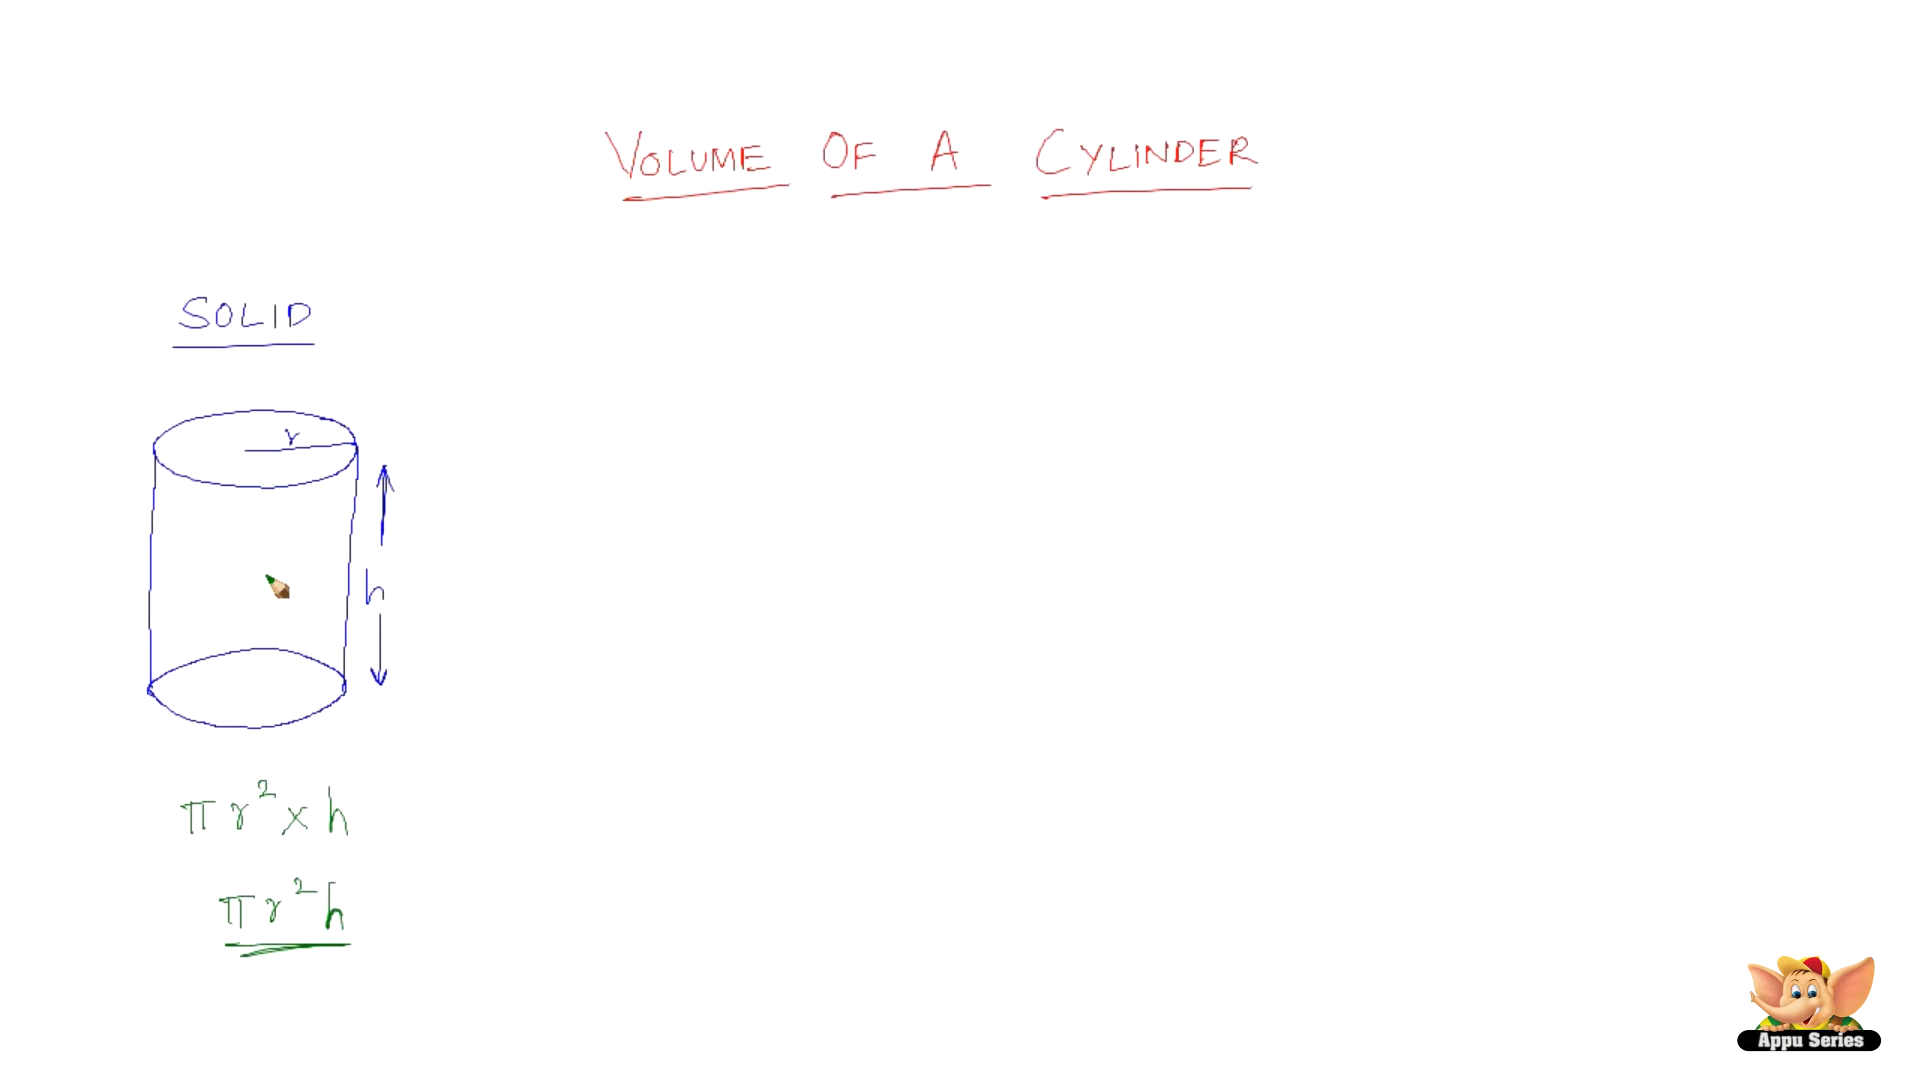 VOLUME OF A CYLINDER
SOLID
r
h
πr²×h
πr²h
Appu Series